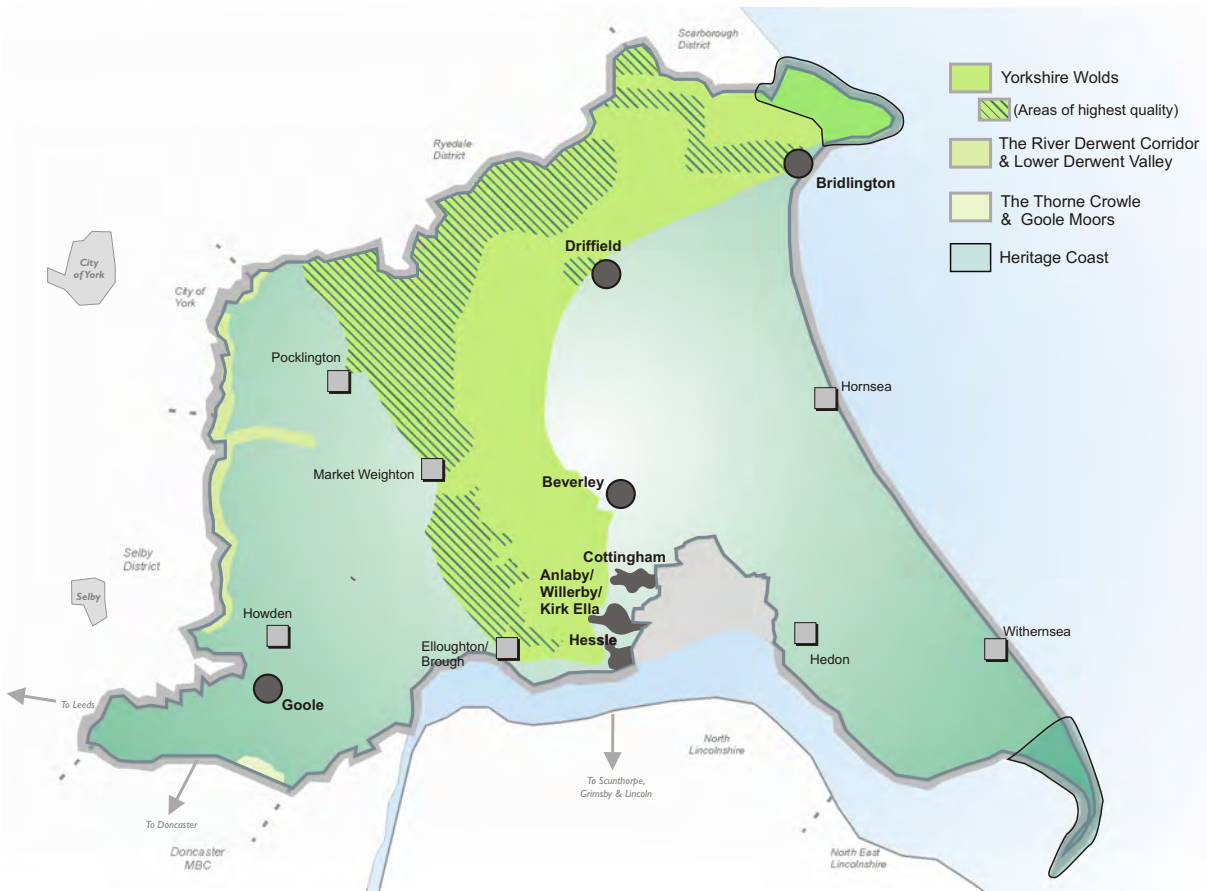 Scarborough
District
Yorkshire Wolds
(Areas of highest quality)
The River Derwent Corridor
& Lower Derwent Valley
The Thorne Crowle
& Goole Moors
Heritage Coast
Ryedale
District
Bridlington
City
of York
City of
York
Driffield
Pocklington
Hornsea
Market Weighton
Beverley
Selby
District
Cottingham
Anlaby/
Willerby/
Kirk Ella
Selby
Howden
Elloughton/
Brough
Hessle
Hedon
Withernsea
To Leeds
Goole
North
Lincolnshire
To Scunthorpe,
Grimsby & Lincoln
To Doncaster
Doncaster
MBC
North East
Lincolnshire